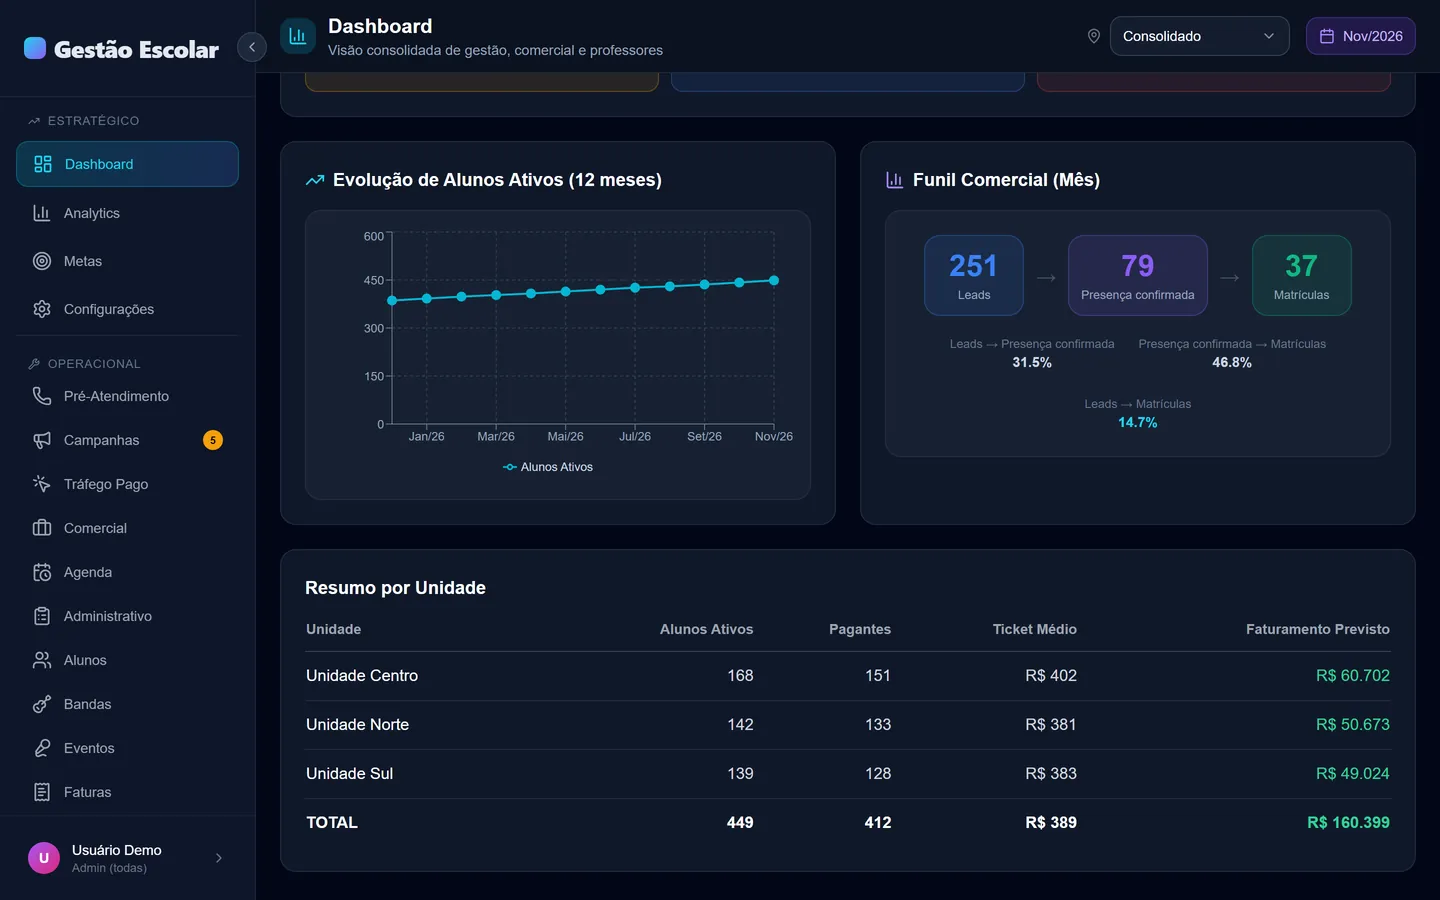 Gestão Escolar
ESTRATÉGICO
Dashboard
Analytics
Metas
Configurações
OPERACIONAL
Pré-Atendimento
Campanhas
5
Tráfego Pago
Comercial
Agenda
Administrativo
Alunos
Bandas
Eventos
Faturas
U
Usuário Demo
Admin (todas)
Dashboard
Visão consolidada de gestão, comercial e professores
Consolidado
Nov/2026
Evolução de Alunos Ativos (12 meses)
600
450
300
150
0
Jan/26 Mar/26 Mai/26 Jul/26 Set/26 Nov/26
Alunos Ativos
Funil Comercial (Mês)
251 → 79 → 37
Leads Presença confirmada Matrículas
Leads → Presença confirmada Presença confirmada → Matrículas
31.5% 46.8%
Leads → Matrículas
14.7%
Resumo por Unidade
Unidade Alunos Ativos Pagantes Ticket Médio Faturamento Previsto
Unidade Centro 168 151 R$ 402 R$ 60.702
Unidade Norte 142 133 R$ 381 R$ 50.673
Unidade Sul 139 128 R$ 383 R$ 49.024
TOTAL 449 412 R$ 389 R$ 160.399